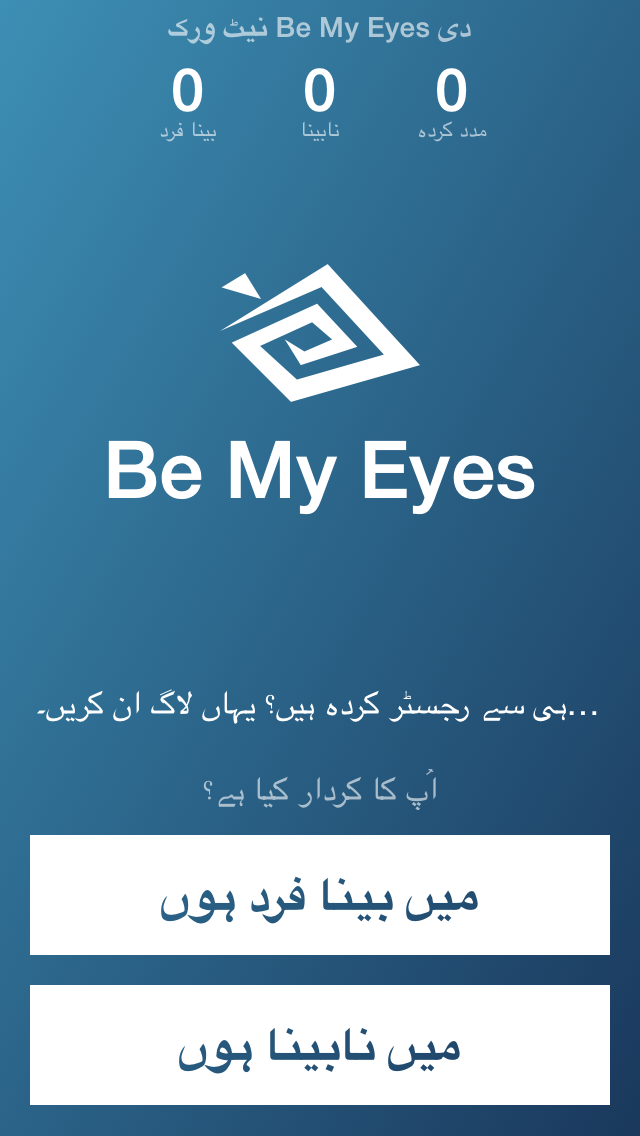 دی Be My Eyes نیٹ ورک
0 0 0
مدد کردہ نابینا بینا فرد
Be My Eyes
...ہی سے رجسٹر کردہ ہیں؟ یہاں لاگ ان کریں۔
اُپ کا کردار کیا ہے؟
میں بینا فرد ہوں
میں نابینا ہوں